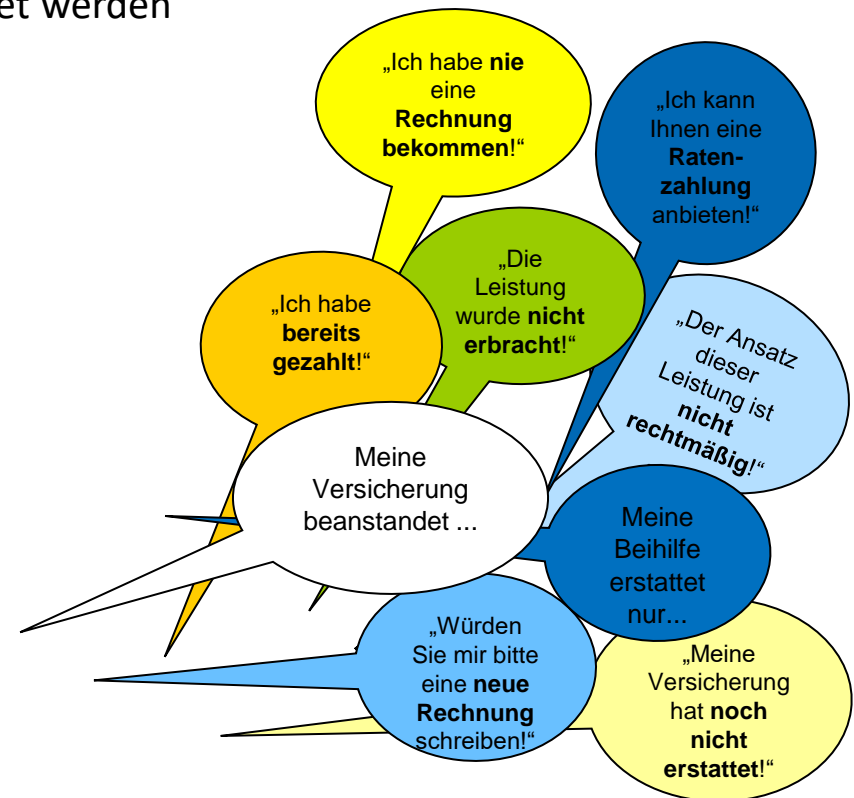 et werden
„Ich habe nie
eine
Rechnung
bekommen!“
„Ich kann
Ihnen eine
Raten-
zahlung
anbieten!“
„Die
Leistung
wurde nicht
erbracht!“
„Ich habe
bereits
gezahlt!“
„Der Ansatz
dieser
Leistung ist
nicht
rechtmäßig!“
Meine
Versicherung
beanstandet ...
Meine
Beihilfe
erstattet
nur...
„Würden
Sie mir bitte
eine neue
Rechnung
schreiben!“
„Meine
Versicherung
hat noch
nicht
erstattet!“